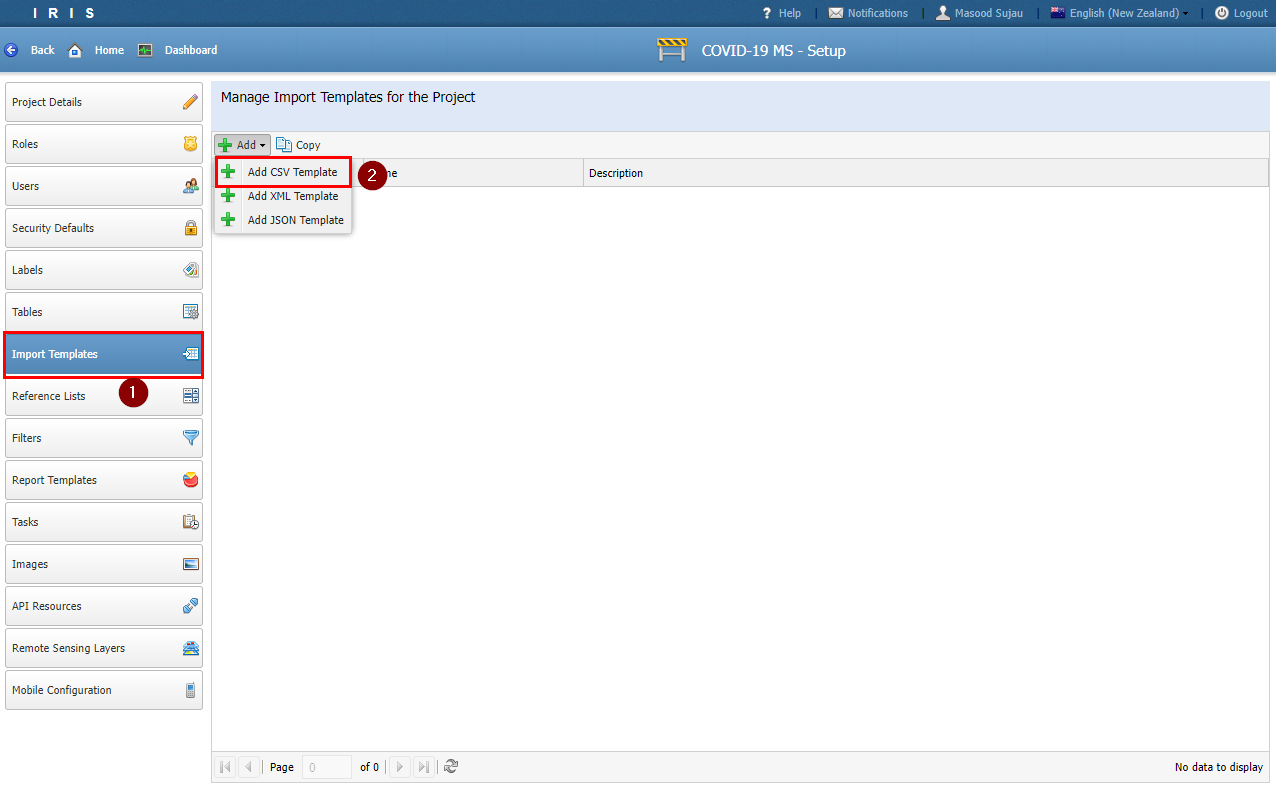 I R I S
? Help
Notifications
Masood Sujau
English (New Zealand)
Logout
Back
Home
Dashboard
COVID-19 MS - Setup
Project Details
Roles
Users
Security Defaults
Labels
Tables
Import Templates
1
Reference Lists
Filters
Report Templates
Tasks
Images
API Resources
Remote Sensing Layers
Mobile Configuration
Manage Import Templates for the Project
Add
Copy
Add CSV Template
2
Description
Add XML Template
Add JSON Template
Page
0
of 0
No data to display